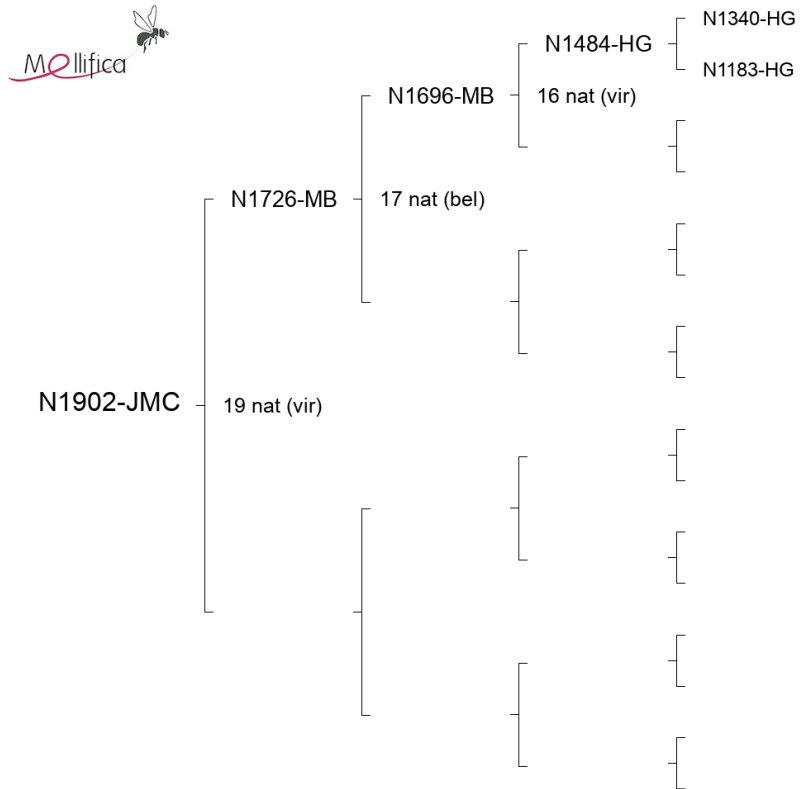 Mellifica
N1340-HG
N1484-HG
N1183-HG
N1696-MB
16 nat (vir)
N1726-MB
17 nat (bel)
N1902-JMC
19 nat (vir)